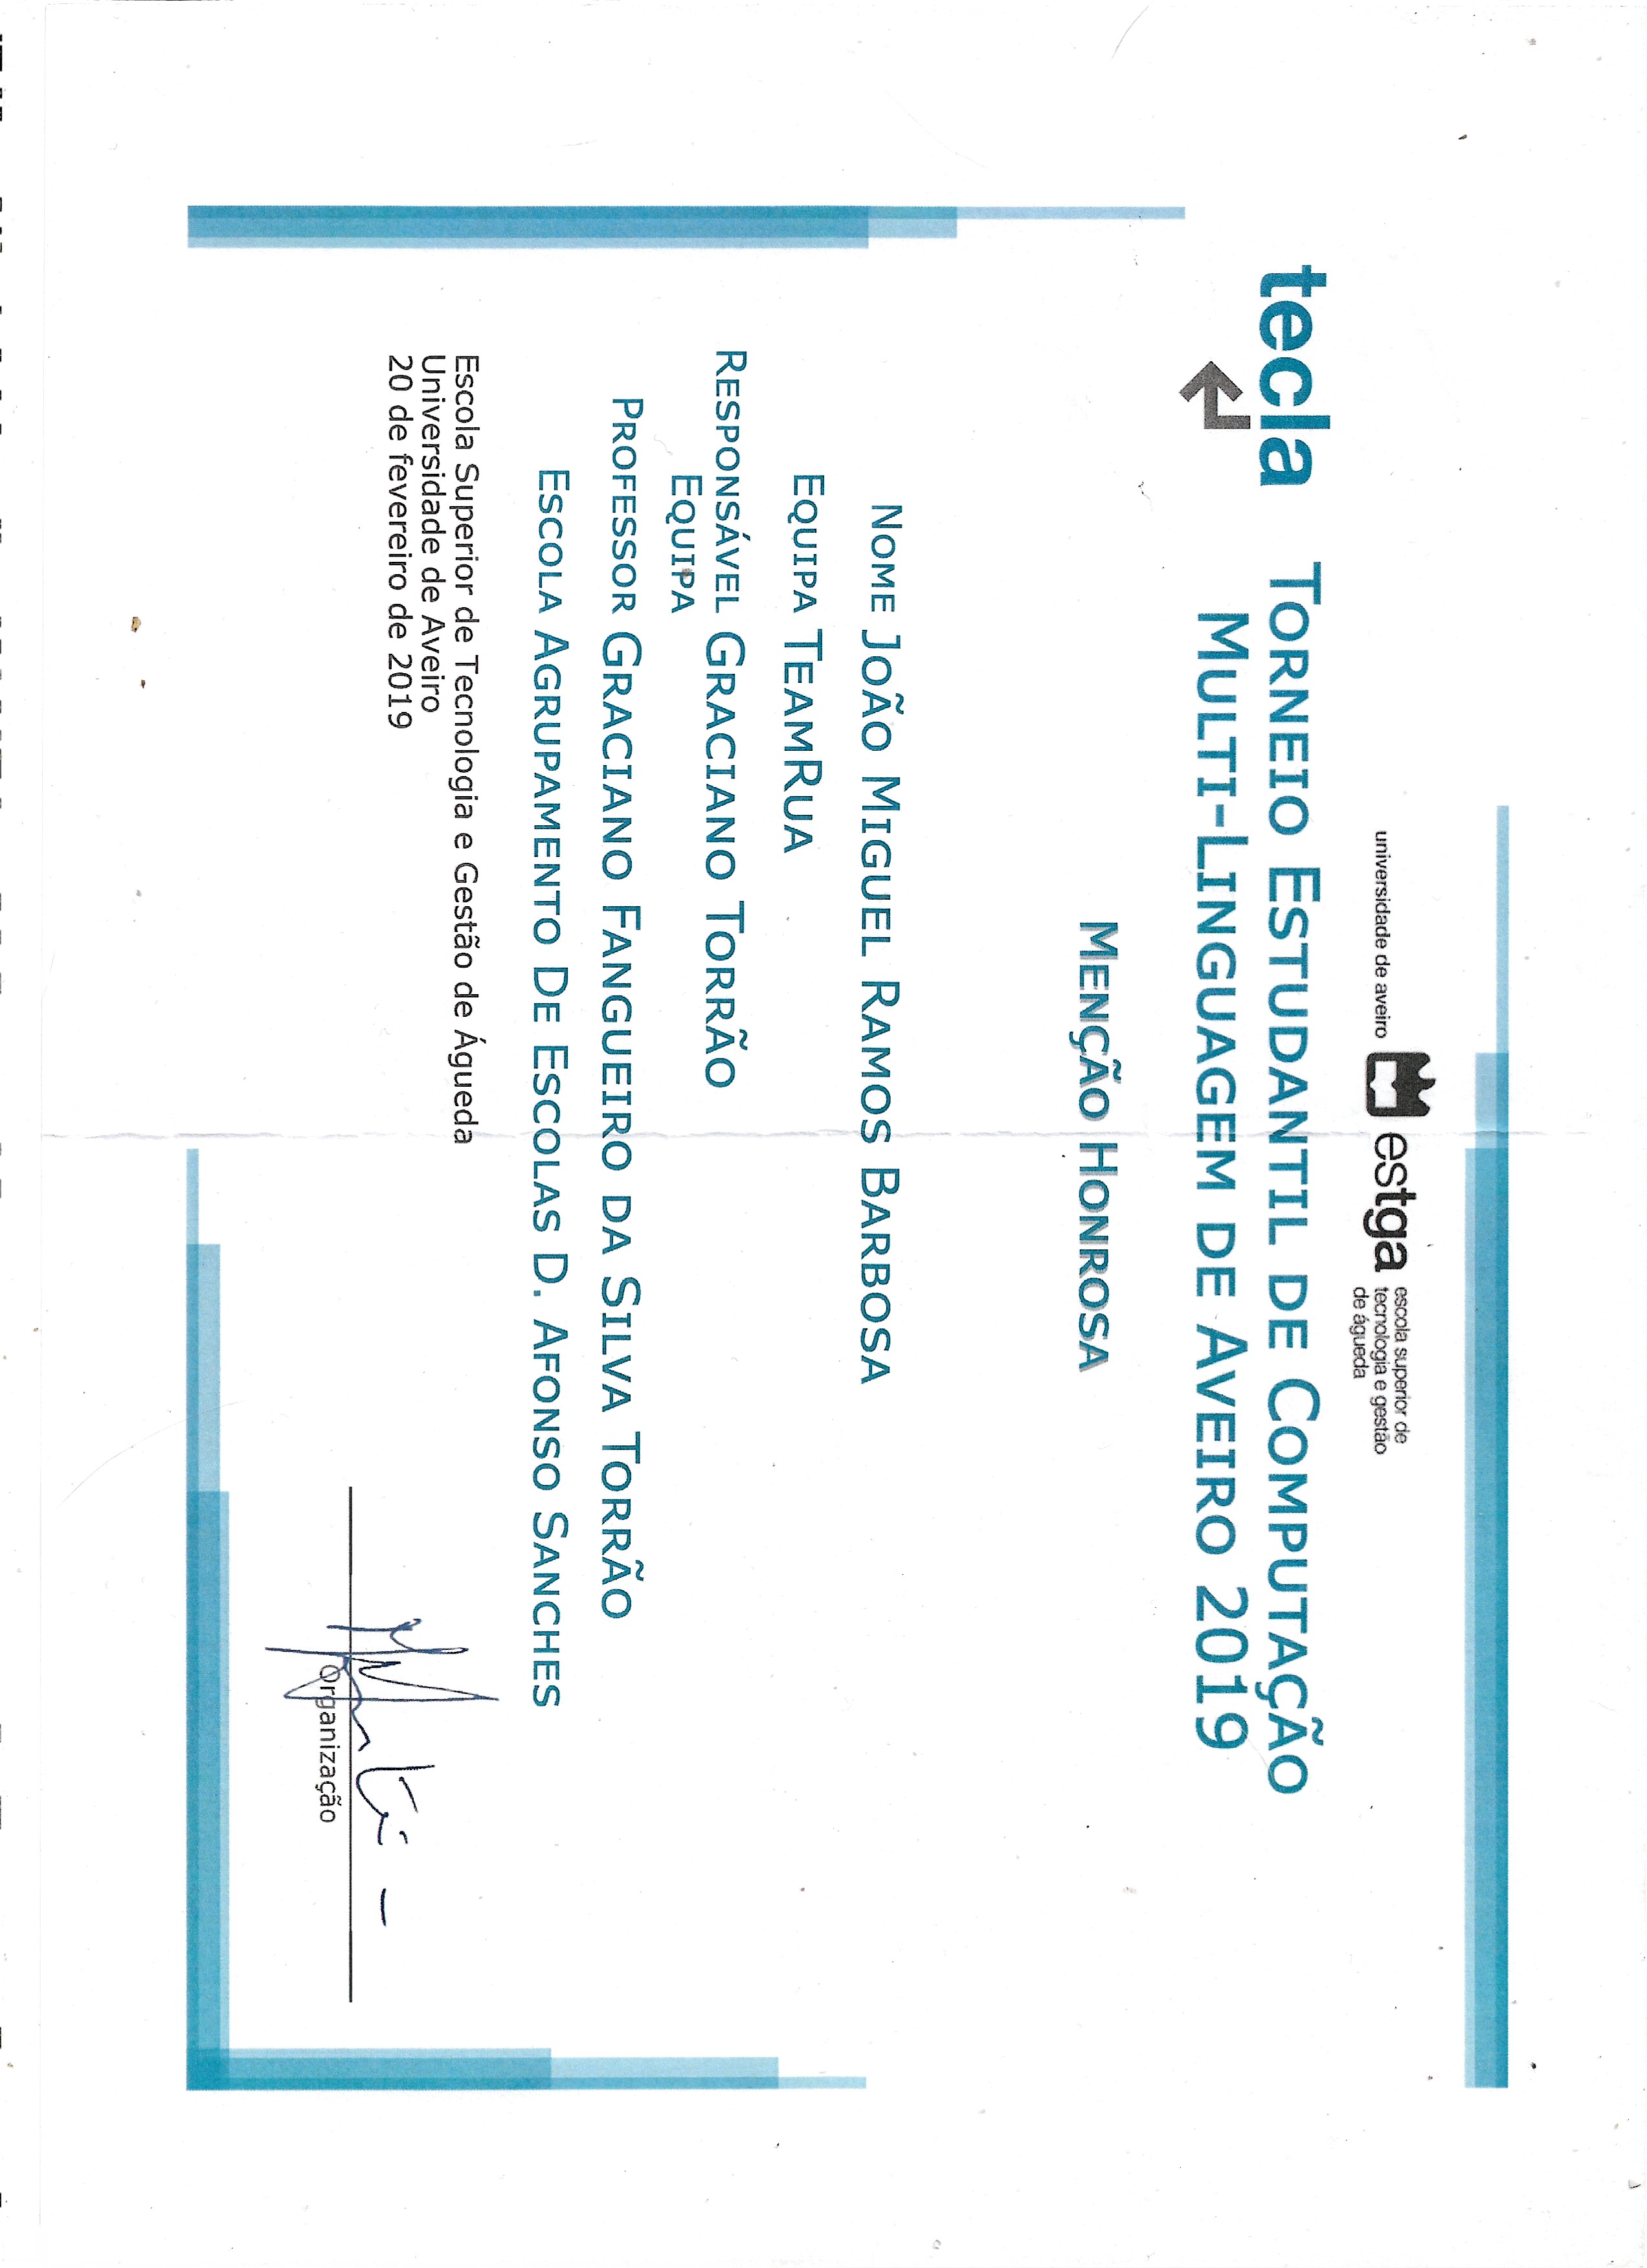 universidade de aveiro
estga
escola superior de
tecnologia e gestão
de águeda
tecla
Torneio Estudantil de Computação
Multi-Linguagem de Aveiro 2019
Menção Honrosa
Nome João Miguel Ramos Barbosa
Equipa TeamRua
Responsável Equipa Graciano Torrão
Professor Graciano Fangueiro da Silva Torrão
Escola Agrupamento De Escolas D. Afonso Sanches
Escola Superior de Tecnologia e Gestão de Águeda
Universidade de Aveiro
20 de fevereiro de 2019
Organização